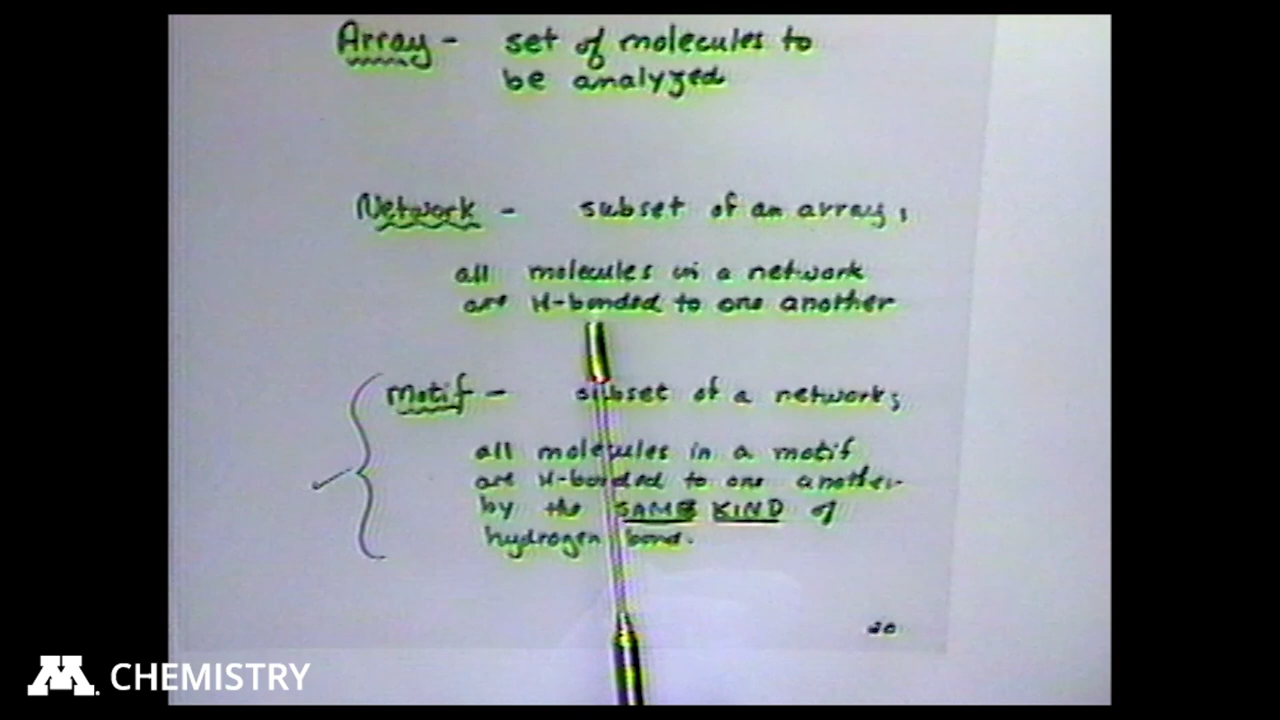 Array - set of molecules to
be analyzed
Network - subset of an array;
all molecules in a network
are H-bonded to one another
Motif - subset of a network;
all molecules in a motif
are H-bonded to one another
by the SAME KIND of
hydrogen bond.
20
M. CHEMISTRY